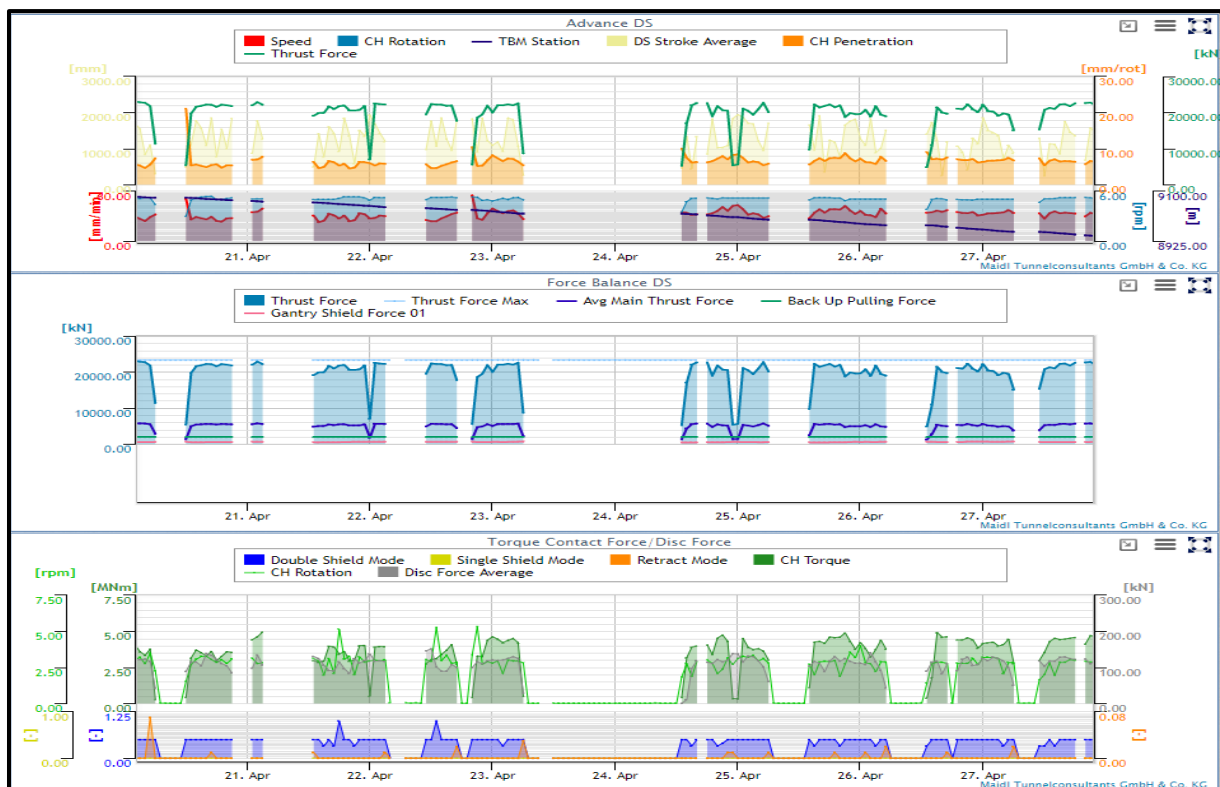 Advance DS
Speed CH Rotation TBM Station DS Stroke Average CH Penetration
Thrust Force
[mm] [mm/rot] [kN
3000.00 30.00 30000.00
2000.00 20.00 20000.00
1000.00 10.00 10000.00
0.00 0.00 0.00
[mm/min] 6.00 [rpm] 9100.00 [m]
0.00 0.00 8925.00
21. Apr 22. Apr 23. Apr 24. Apr 25. Apr 26. Apr 27. Apr
Maidl Tunnelconsultants GmbH & Co. KG
Force Balance DS
Thrust Force Thrust Force Max Avg Main Thrust Force Back Up Pulling Force
Gantry Shield Force 01
[kN]
30000.00
20000.00
10000.00
0.00
21. Apr 22. Apr 23. Apr 24. Apr 25. Apr 26. Apr 27. Apr
Maidl Tunnelconsultants GmbH & Co. KG
Torque Contact Force/Disc Force
Double Shield Mode Single Shield Mode Retract Mode CH Torque
CH Rotation Disc Force Average
[rpm] [MNm] [kN]
7.50 7.50 300.00
5.00 5.00 200.00
2.50 2.50 100.00
0.00 0.00 0.00
1.00 1.25 0.08
[-] [-] [-]
0.00 0.00 0.00
21. Apr 22. Apr 23. Apr 24. Apr 25. Apr 26. Apr 27. Apr
Maidl Tunnelconsultants GmbH & Co. KG